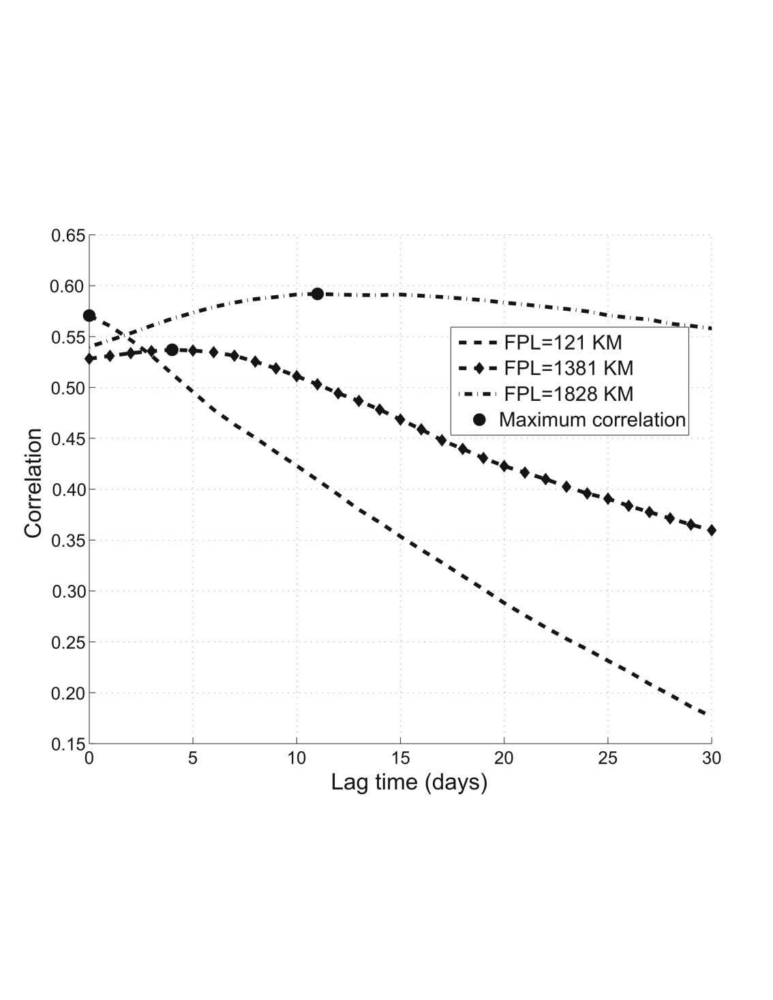 0.65
0.60
0.55
0.50
0.45
0.40
0.35
0.30
0.25
0.20
0.15
Correlation
FPL=121 KM
FPL=1381 KM
FPL=1828 KM
Maximum correlation
0 5 10 15 20 25 30
Lag time (days)